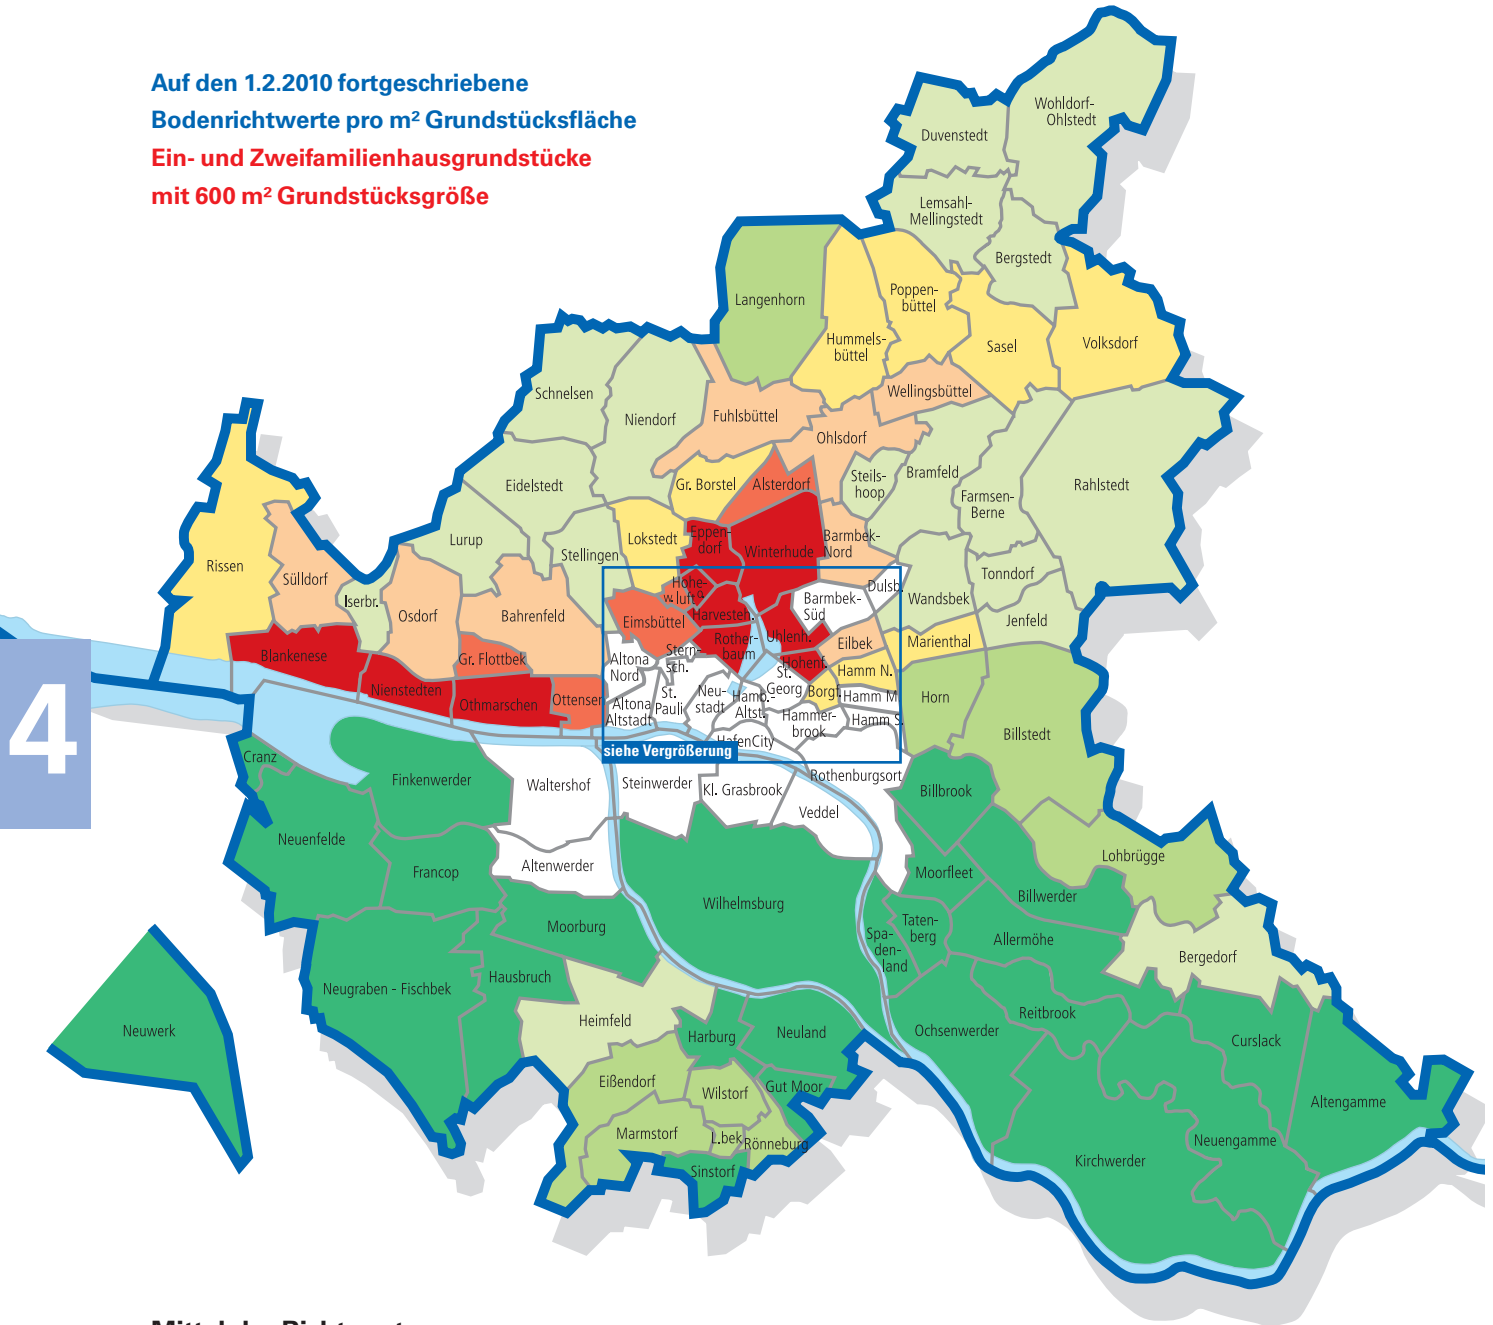 Auf den 1.2.2010 fortgeschriebene
Bodenrichtwerte pro m² Grundstücksfläche
Ein- und Zweifamilienhausgrundstücke
mit 600 m² Grundstücksgröße
Wohldorf-
Ohlstedt
Duvenstedt
Lemsahl-
Mellingstedt
Bergstedt
Langenhorn
Poppen-
büttel
Hummels-
büttel
Sasel
Volksdorf
Schnelsen
Niendorf
Fuhlsbüttel
Wellingsbüttel
Ohlsdorf
Eidelstedt
Gr. Borstel
Alsterdorf
Steils-
hoop
Bramfeld
Farmsen-
Berne
Rahlstedt
Lurup
Stellingen
Lokstedt
Eppen-
dorf
Winterhude
Barmbek-
Nord
Rissen
Sülldorf
Iserbr.
Osdorf
Bahrenfeld
Hohe-
Eimsbüttel
Harvesteh.
Barmbek-
Süd
Dulsb.
Wandsbek
Tonndorf
Jenfeld
Blankenese
Nienstedten
Gr. Flottbek
Othmarschen
Ottensen
Altona
Nord
Stern-
sch.
Rother-
baum
Uhlenh.
Hohenf.
Eilbek
Marienthal
Hamm N.
Altona
Altstadt
St.
Pauli
Neu-
stadt
Hamb.-
Altst.
St.
Georg
Borgf.
Hamm M.
Hammer-
brook
Hamm S.
Horn
Billstedt
HafenCity
siehe Vergrößerung
4
Cranz
Finkenwerder
Waltershof
Steinwerder
Kl. Grasbrook
Veddel
Rothenburgsort
Billbrook
Neuenfelde
Francop
Altenwerder
Moorfleet
Lohbrügge
Billwerder
Moorburg
Wilhelmsburg
Spa-
den-
land
Taten-
berg
Allermöhe
Bergedorf
Neugraben - Fischbek
Hausbruch
Heimfeld
Harburg
Neuland
Ochsenwerder
Reitbrook
Curslack
Neuwerk
Eißendorf
Wilstorf
Gut Moor
Altengamme
Marmstorf
L.bek
Rönneburg
Sinstorf
Kirchwerder
Neuengamme